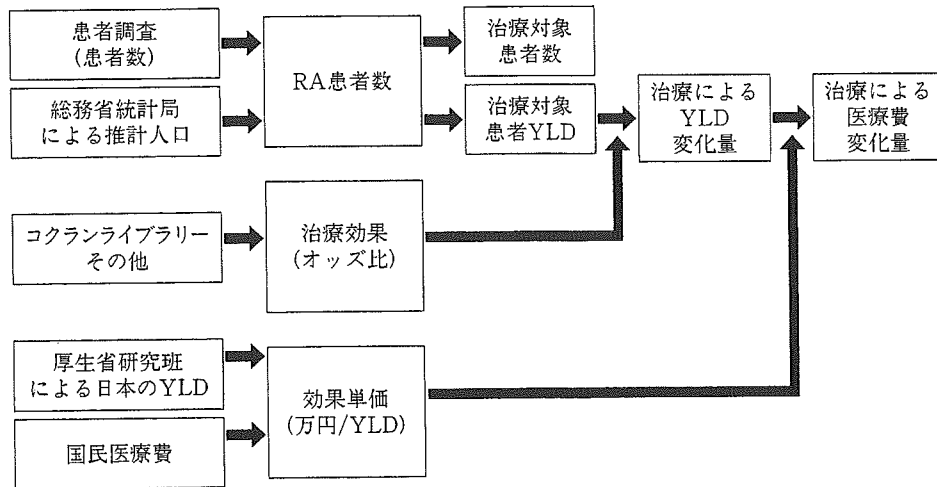 患者調査
(患者数)
総務省統計局
による推計人口
RA患者数
治療対象
患者数
治療対象
患者YLD
治療による
YLD
変化量
治療による
医療費
変化量
コクランライブラリー
その他
治療効果
(オッズ比)
厚生省研究班
による日本のYLD
国民医療費
効果単価
(万円/YLD)